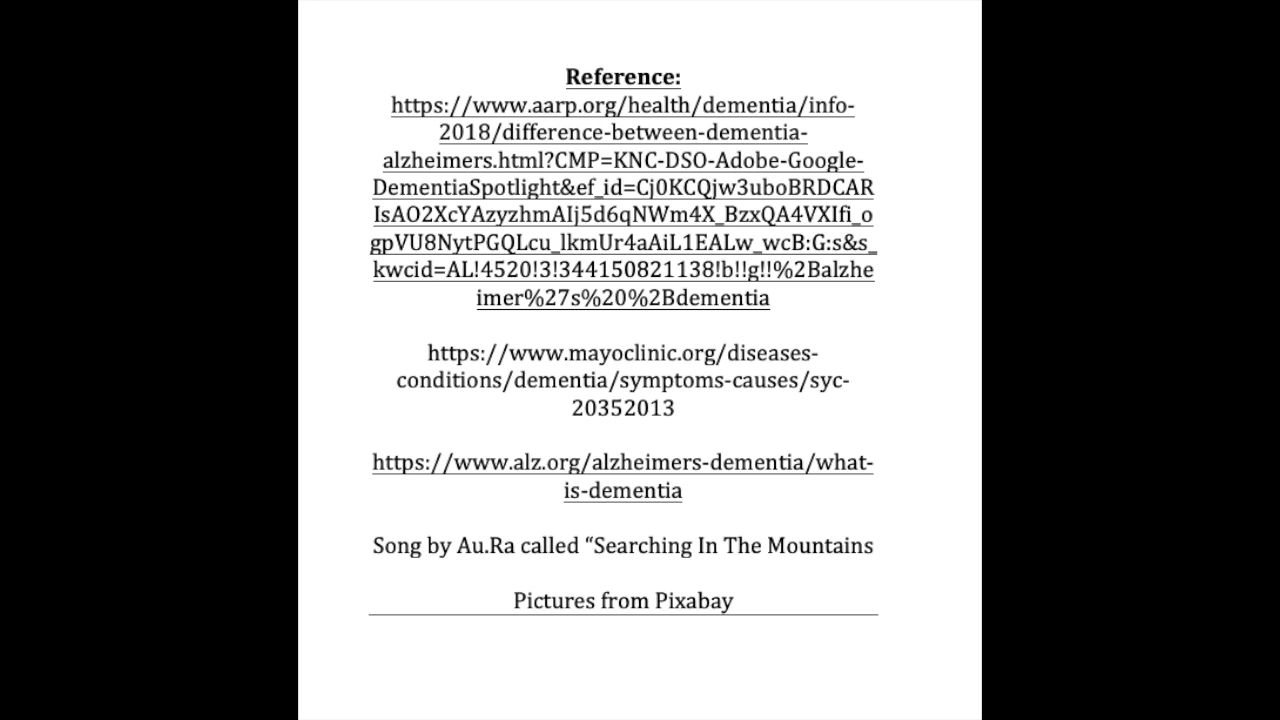 Reference:
https://www.aarp.org/health/dementia/info-
2018/difference-between-dementia-
alzheimers.html?CMP=KNC-DSO-Adobe-Google-
DementiaSpotlight&ef_id=Cj0KCQjw3uboBRDCAR
IsAO2XcYAzyzhmAIj5d6qNWm4X_BzxQA4VXIfi_o
gpVU8NytPGQLcu_lkmUr4aAiL1EALw_wcB:G:s&s_
kwcid=AL!4520!3!344150821138!b!!g!!%2Balzhe
imer%27s%20%2Bdementia
https://www.mayoclinic.org/diseases-
conditions/dementia/symptoms-causes/syc-
20352013
https://www.alz.org/alzheimers-dementia/what-
is-dementia
Song by Au.Ra called “Searching In The Mountains
Pictures from Pixabay